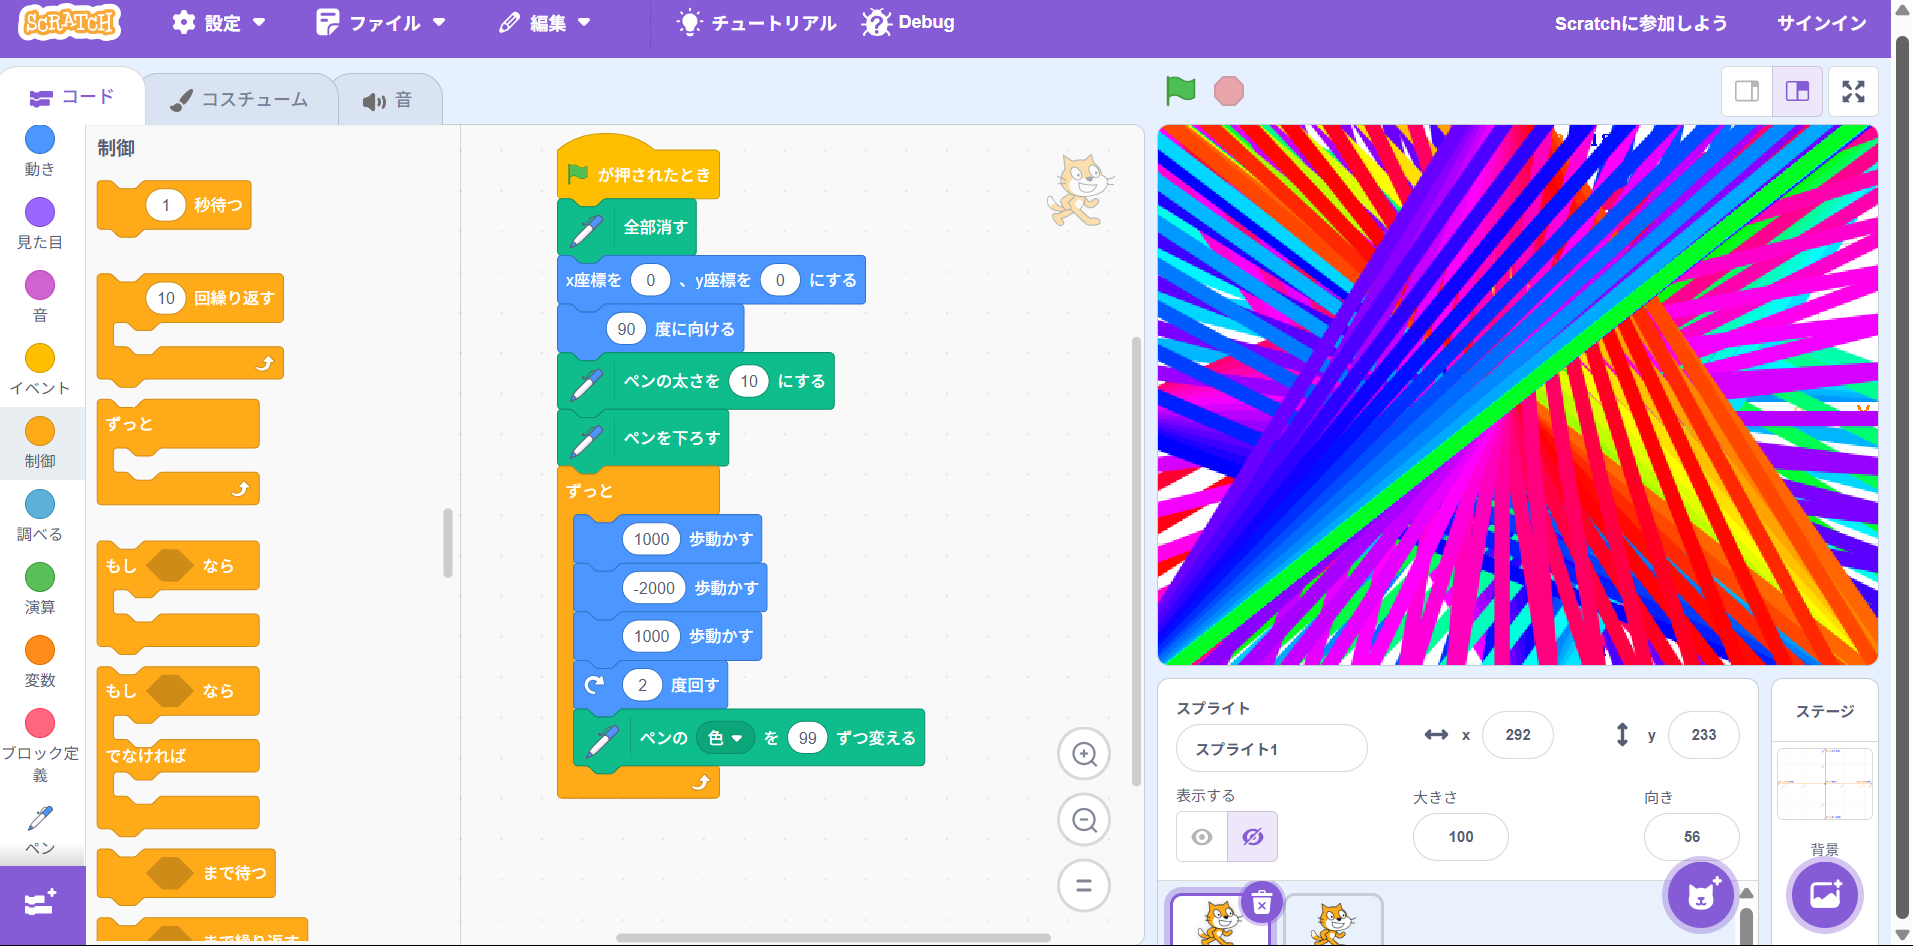 SCRATCH
設定
ファイル
編集
チュートリアル
Debug
Scratchに参加しよう
サインイン
コード
コスチューム
音
動き
見た目
音
イベント
制御
調べる
演算
変数
ブロック定
義
ペン
制御
1 秒待つ
10 回繰り返す
ずっと
もし なら
もし なら
でなければ
まで待つ
まで繰り返す
が押されたとき
全部消す
x座標を 0 、y座標を 0 にする
90 度に向ける
ペンの太さを 10 にする
ペンを下ろす
ずっと
1000 歩動かす
-2000 歩動かす
1000 歩動かす
2 度回す
ペンの 色 を 99 ずつ変える
スプライト
スプライト1
x 292
y 233
表示する
大きさ
100
向き
56
ステージ
背景